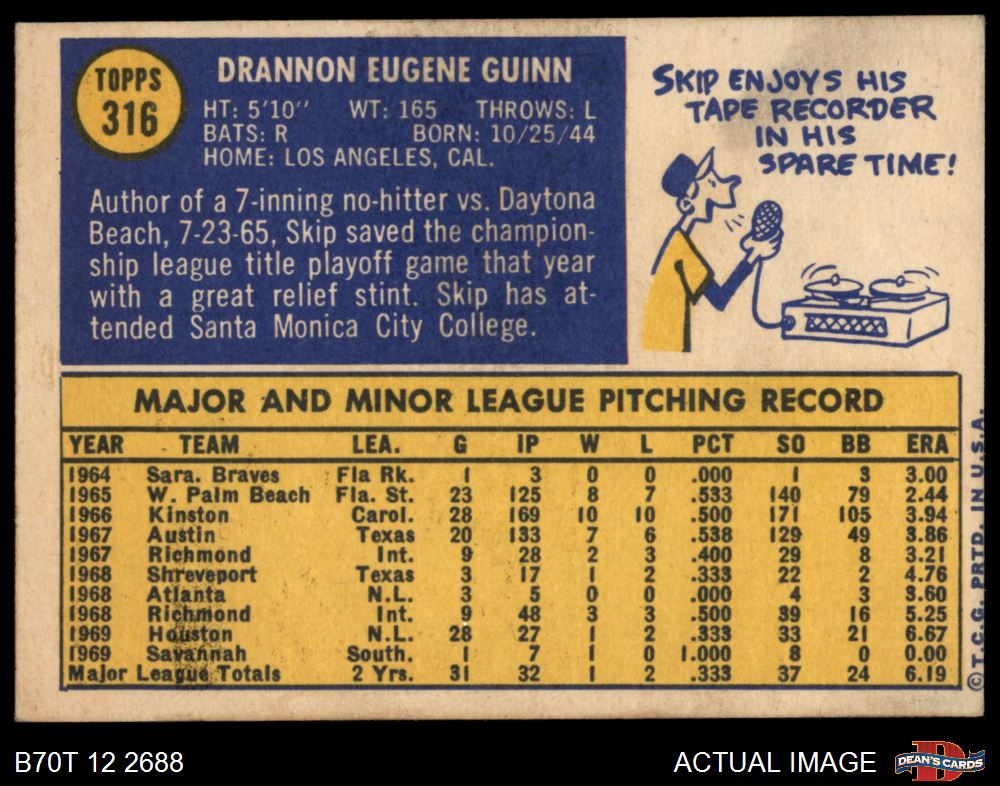 TOPPS
316
DRANNON EUGENE GUINN
HT: 5'10" WT: 165 THROWS: L
BATS: R BORN: 10/25/44
HOME: LOS ANGELES, CAL.
Author of a 7-inning no-hitter vs. Daytona
Beach, 7-23-65, Skip saved the champion-
ship league title playoff game that year
with a great relief stint. Skip has at-
tended Santa Monica City College.
SKIP ENJOYS HIS
TAPE RECORDER
IN HIS
SPARE TIME!
MAJOR AND MINOR LEAGUE PITCHING RECORD
YEAR TEAM LEA. G IP W L PCT SO BB ERA
1964 Sara. Braves Fla Rk. 1 3 0 0 .000 1 3 3.00
1965 W. Palm Beach Fla. St. 23 125 8 7 .533 140 79 2.44
1966 Kinston Carol. 28 169 10 10 .500 171 105 3.94
1967 Austin Texas 20 133 7 6 .538 129 49 3.86
1967 Richmond Int. 9 28 2 3 .400 29 8 3.21
1968 Shreveport Texas 3 17 1 2 .333 22 2 4.76
1968 Atlanta N.L. 3 5 0 0 .000 4 3 3.60
1968 Richmond Int. 9 48 3 3 .500 39 16 5.25
1969 Houston N.L. 28 27 1 2 .333 33 21 6.67
1969 Savannah South. 1 7 1 0 1.000 8 0 0.00
Major League Totals 2 Yrs. 31 32 1 2 .333 37 24 6.19
©T.C.G. PRTD. IN U.S.A.
B70T 12 2688
ACTUAL IMAGE
D
DEAN'S CARDS